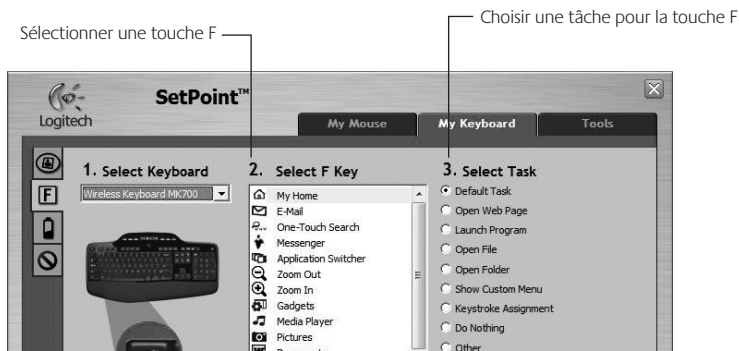 Choisir une tâche pour la touche F
Sélectionner une touche F
Logitech
SetPoint™
My Mouse
My Keyboard
Tools
1. Select Keyboard
2. Select F Key
3. Select Task
Wireless Keyboard MK700
F
My Home
E-Mail
One-Touch Search
Messenger
Application Switcher
Zoom Out
Zoom In
Gadgets
Media Player
Pictures
Default Task
Open Web Page
Launch Program
Open File
Open Folder
Show Custom Menu
Keystroke Assignment
Do Nothing
Other